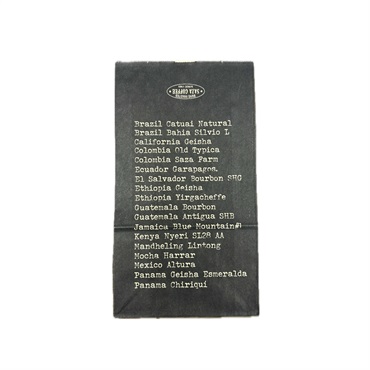 SAZA COFFEE
Brazil Catuai Natural
Brazil Bahia Silvio L
California Geisha
Colombia Old Typica
Colombia Saza Farm
Ecuador Garapagos.
El Salvador Bourbon SHG
Ethiopia Geisha
Ethiopia Yirgacheffe
Guatemala Bourbon
Guatemala Antigua SHB
Jamaica Blue Mountain#1
Kenya Nyeri SL28 AA
Mandheling Lintong
Mocha Harrar
Mexico Altura
Panama Geisha Esmeralda
Panama Chiriqui